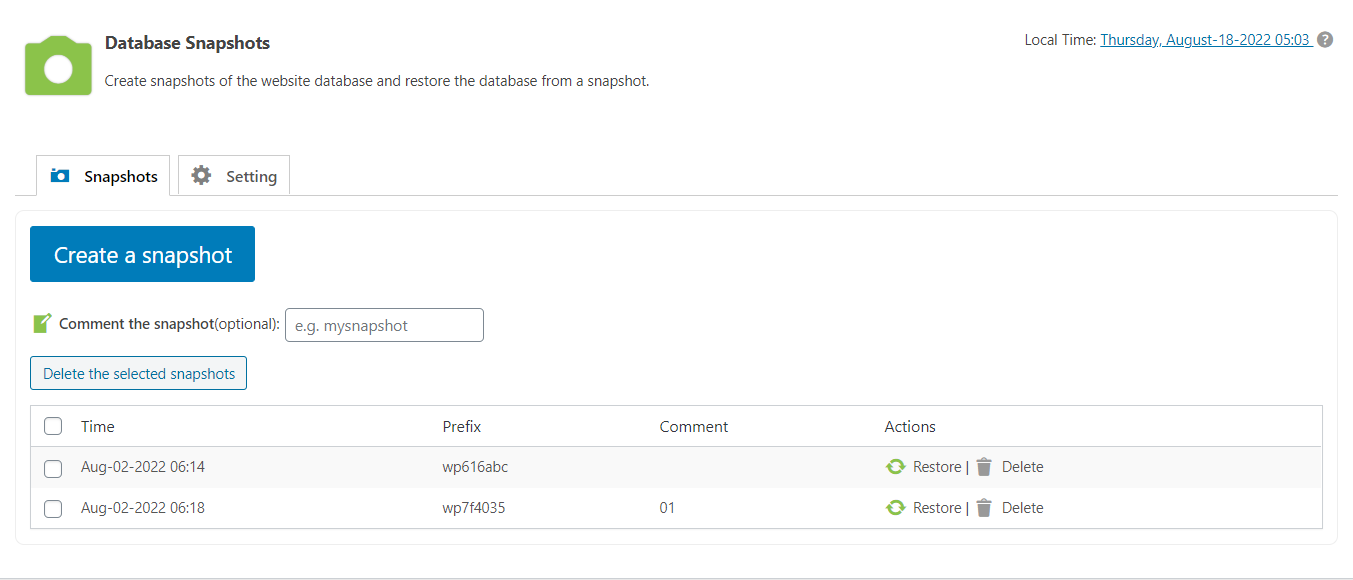 Database Snapshots
Local Time: Thursday, August-18-2022 05:03 ?
Create snapshots of the website database and restore the database from a snapshot.
Snapshots Setting
Create a snapshot
Comment the snapshot(optional): e.g. mysnapshot
Delete the selected snapshots
Time Prefix Comment Actions
Aug-02-2022 06:14 wp616abc Restore | Delete
Aug-02-2022 06:18 wp7f4035 01 Restore | Delete